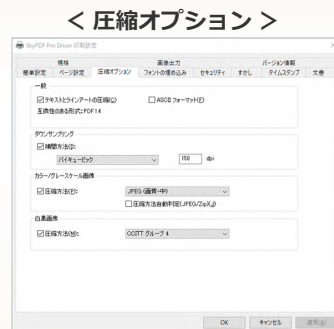 ＜圧縮オプション＞
SkyPDF Pro Driver 印刷設定
規格 画像出力 バージョン情報
簡単設定 ページ設定 圧縮オプション フォントの埋め込み セキュリティ すかし タイムスタンプ 文書
一般
テキストとラインアートの圧縮(C) ASCII フォーマット(F)
互換性のある形式:PDF1.4
ダウンサンプリング
補間方法(I):
バイキュービック 150 dpi
カラー/グレースケール画像
圧縮方法(P): JPEG (画質-中)
圧縮方法自動判定(JPEG/Zip)(J)
白黒画像
圧縮方法(M): CCITT グループ 4
OK キャンセル 適用(A)